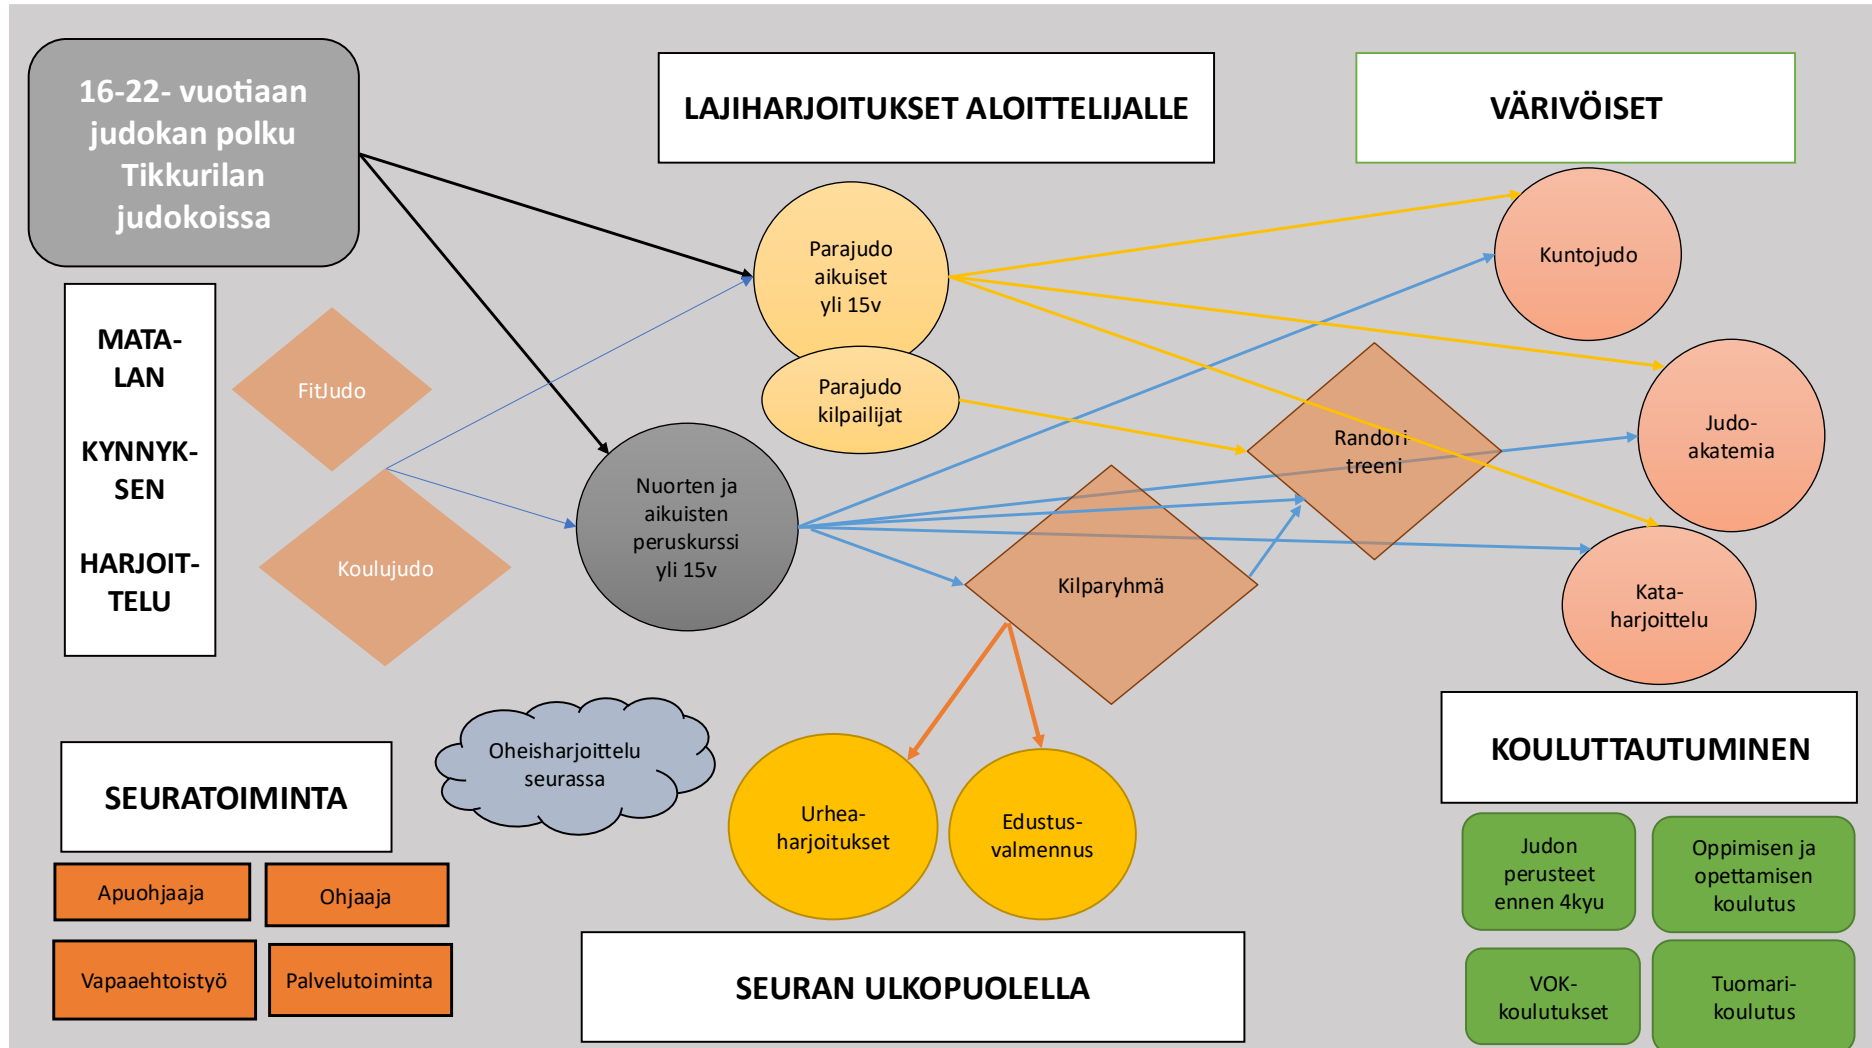 16-22- vuotiaan
judokan polku
Tikkurilan
judokoissa
LAJIHARJOITUKSET ALOITTELIJALLE
VÄRIVÖISET
MATA-
LAN
KYNNYK-
SEN
HARJOIT-
TELU
FitJudo
Koulujudo
Parajudo
aikuiset
yli 15v
Parajudo
kilpailijat
Nuorten ja
aikuisten
peruskurssi
yli 15v
Kuntojudo
Randori
treeni
Judo-
akatemia
Kilparyhmä
Kata-
harjoittelu
Oheisharjoittelu
seurassa
Urhea-
harjoitukset
Edustus-
valmennus
SEURATOIMINTA
Apuohjaaja
Ohjaaja
Vapaaehtoistyö
Palvelutoiminta
SEURAN ULKOPUOLELLA
KOULUTTAUTUMINEN
Judon
perusteet
ennen 4kyu
Oppimisen ja
opettamisen
koulutus
VOK-
koulutukset
Tuomari-
koulutus